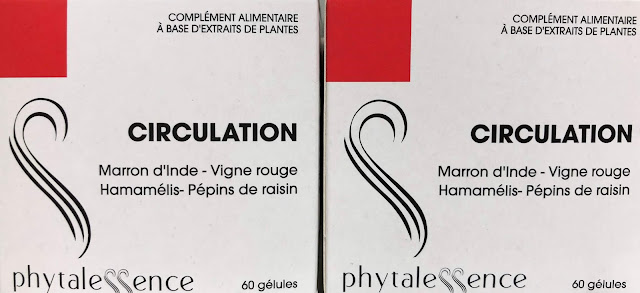 COMPLÉMENT ALIMENTAIRE
À BASE D'EXTRAITS DE PLANTES
CIRCULATION
Marron d'Inde - Vigne rouge
Hamamélis- Pépins de raisin
phytalessence
60 gélules
COMPLÉMENT ALIMENTAIRE
À BASE D'EXTRAITS DE PLANTES
CIRCULATION
Marron d'Inde - Vigne rouge
Hamamélis- Pépins de raisin
phytalessence
60 gélules